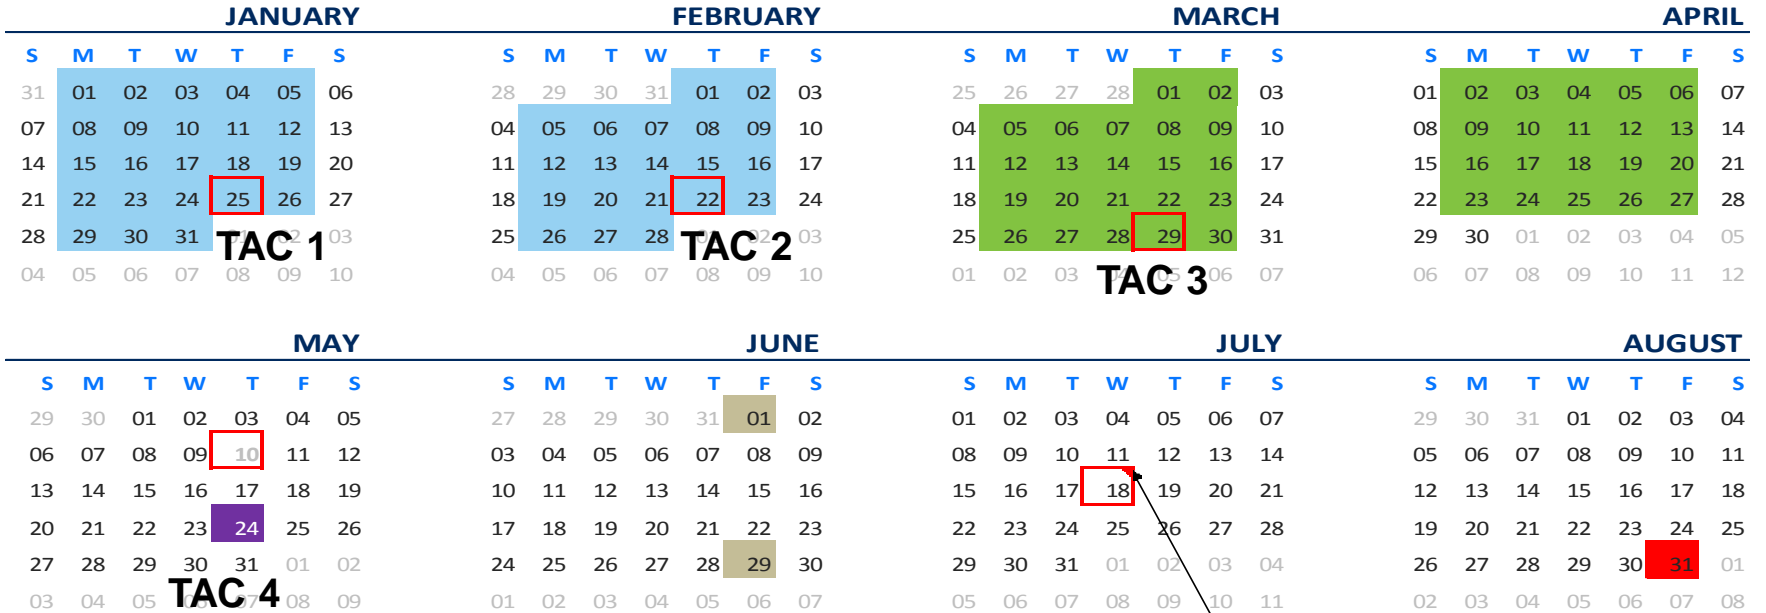 JANUARY FEBRUARY MARCH APRIL
S M T W T F S S M T W T F S S M T W T F S S M T W T F S
31 01 02 03 04 05 06 28 29 30 31 01 02 03 25 26 27 28 01 02 03 01 02 03 04 05 06 07
07 08 09 10 11 12 13 04 05 06 07 08 09 10 04 05 06 07 08 09 10 08 09 10 11 12 13 14
14 15 16 17 18 19 20 11 12 13 14 15 16 17 11 12 13 14 15 16 17 15 16 17 18 19 20 21
21 22 23 24 25 26 27 18 19 20 21 22 23 24 18 19 20 21 22 23 24 22 23 24 25 26 27 28
28 29 30 31 02 03 25 26 27 28 02 03 25 26 27 28 29 30 31 29 30 01 02 03 04 05
TAC 1 TAC 2
04 05 06 07 08 09 10 04 05 06 07 08 09 10 01 02 03 05 06 07 06 07 08 09 10 11 12
TAC 3
MAY JUNE JULY AUGUST
S M T W T F S S M T W T F S S M T W T F S S M T W T F S
29 30 01 02 03 04 05 27 28 29 30 31 01 02 01 02 03 04 05 06 07 29 30 31 01 02 03 04
06 07 08 09 10 11 12 03 04 05 06 07 08 09 08 09 10 11 12 13 14 05 06 07 08 09 10 11
13 14 15 16 17 18 19 10 11 12 13 14 15 16 15 16 17 18 19 20 21 12 13 14 15 16 17 18
20 21 22 23 24 25 26 17 18 19 20 21 22 23 22 23 24 25 26 27 28 19 20 21 22 23 24 25
27 28 29 30 31 01 02 24 25 26 27 28 29 30 29 30 31 01 02 03 04 26 27 28 29 30 31 01
TAC 4
03 04 05 07 08 09 01 02 03 04 05 06 07 05 06 07 08 09 10 11 02 03 04 05 06 07 08